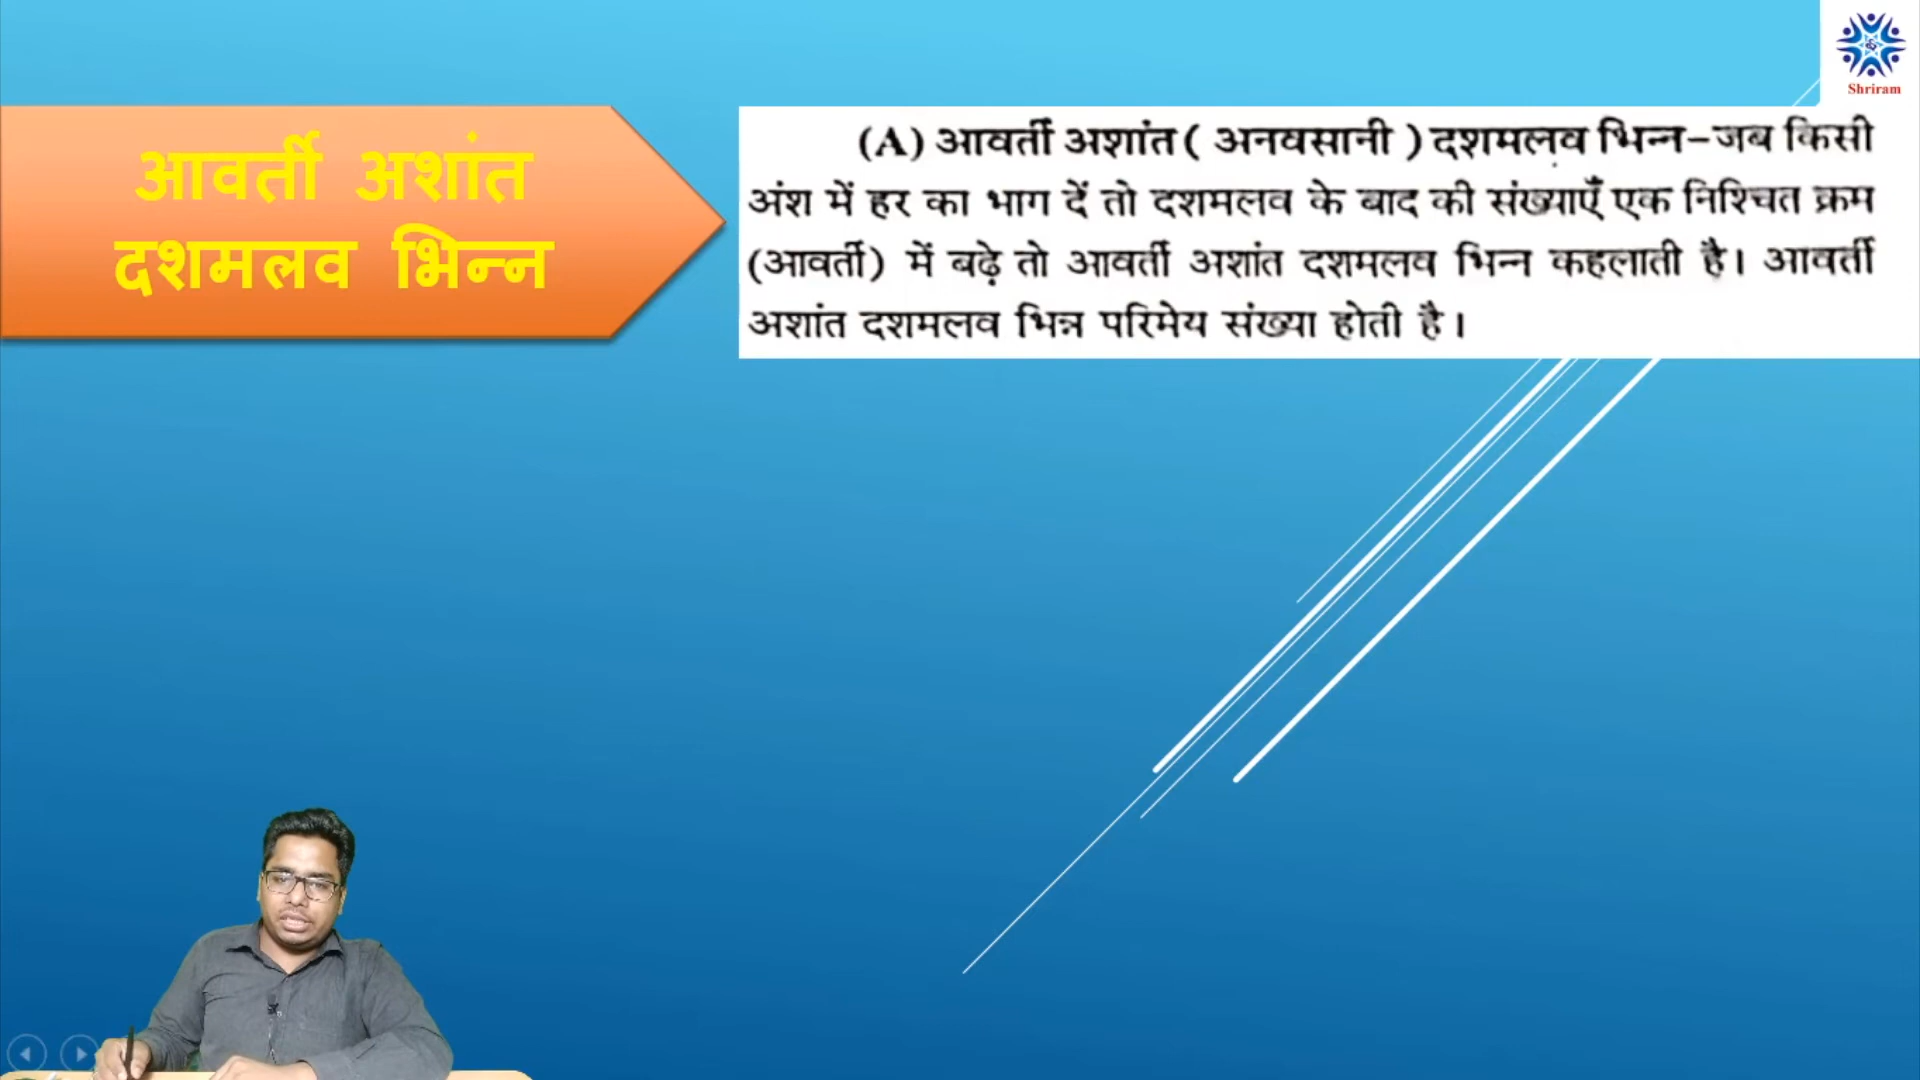 Shriram
आवर्ती अशांत
दशमलव भिन्न
(A) आवर्ती अशांत ( अनवसानी ) दशमलव भिन्न–जब किसी
अंश में हर का भाग दें तो दशमलव के बाद की संख्याएँ एक निश्चित क्रम
(आवर्ती) में बढ़े तो आवर्ती अशांत दशमलव भिन्न कहलाती है। आवर्ती
अशांत दशमलव भिन्न परिमेय संख्या होती है।